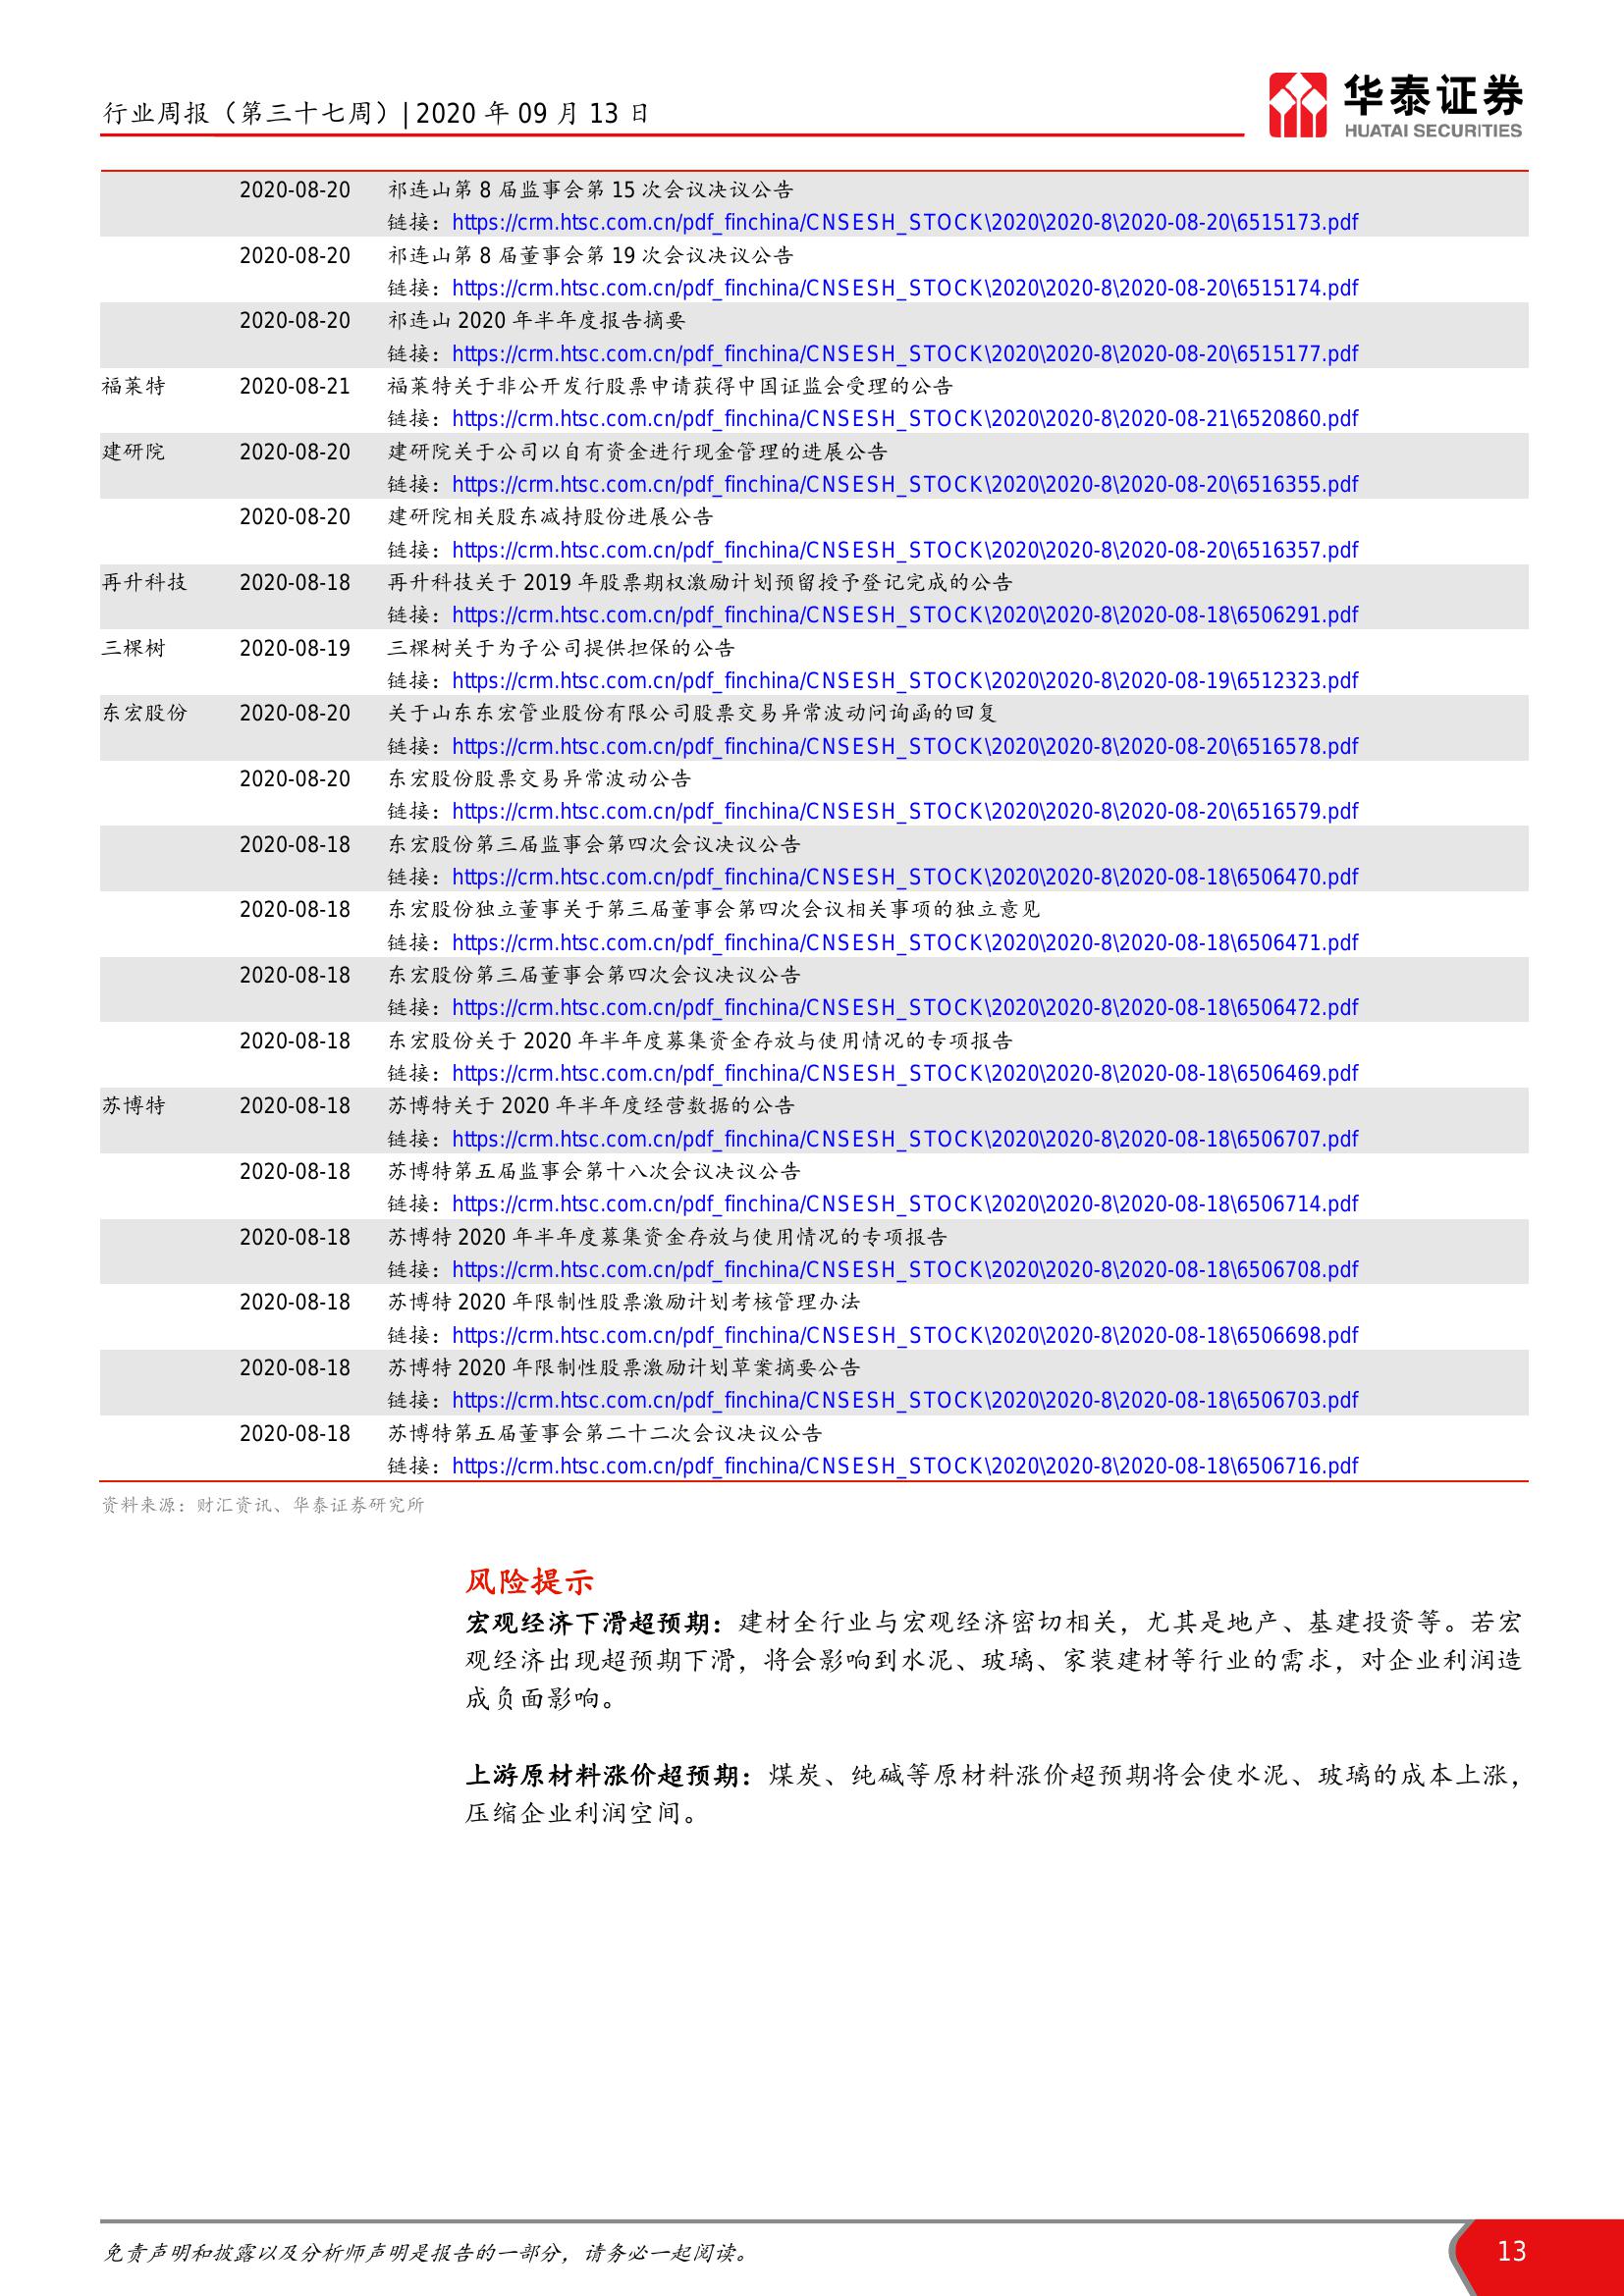 行业周报（第三十七周）| 2020 年 09 月 13 日
华泰证券
HUATAI SECURITIES
2020-08-20 祁连山第 8 届监事会第 15 次会议决议公告
链接：https://crm.htsc.com.cn/pdf_finchina/CNSESH_STOCK\2020\2020-8\2020-08-20\6515173.pdf
2020-08-20 祁连山第 8 届董事会第 19 次会议决议公告
链接：https://crm.htsc.com.cn/pdf_finchina/CNSESH_STOCK\2020\2020-8\2020-08-20\6515174.pdf
2020-08-20 祁连山 2020 年半年度报告摘要
链接：https://crm.htsc.com.cn/pdf_finchina/CNSESH_STOCK\2020\2020-8\2020-08-20\6515177.pdf
福莱特 2020-08-21 福莱特关于非公开发行股票申请获得中国证监会受理的公告
链接：https://crm.htsc.com.cn/pdf_finchina/CNSESH_STOCK\2020\2020-8\2020-08-21\6520860.pdf
建研院 2020-08-20 建研院关于公司以自有资金进行现金管理的进展公告
链接：https://crm.htsc.com.cn/pdf_finchina/CNSESH_STOCK\2020\2020-8\2020-08-20\6516355.pdf
2020-08-20 建研院相关股东减持股份进展公告
链接：https://crm.htsc.com.cn/pdf_finchina/CNSESH_STOCK\2020\2020-8\2020-08-20\6516357.pdf
再升科技 2020-08-18 再升科技关于 2019 年股票期权激励计划预留授予登记完成的公告
链接：https://crm.htsc.com.cn/pdf_finchina/CNSESH_STOCK\2020\2020-8\2020-08-18\6506291.pdf
三棵树 2020-08-19 三棵树关于为子公司提供担保的公告
链接：https://crm.htsc.com.cn/pdf_finchina/CNSESH_STOCK\2020\2020-8\2020-08-19\6512323.pdf
东宏股份 2020-08-20 关于山东东宏管业股份有限公司股票交易异常波动问询函的回复
链接：https://crm.htsc.com.cn/pdf_finchina/CNSESH_STOCK\2020\2020-8\2020-08-20\6516578.pdf
2020-08-20 东宏股份股票交易异常波动公告
链接：https://crm.htsc.com.cn/pdf_finchina/CNSESH_STOCK\2020\2020-8\2020-08-20\6516579.pdf
2020-08-18 东宏股份第三届监事会第四次会议决议公告
链接：https://crm.htsc.com.cn/pdf_finchina/CNSESH_STOCK\2020\2020-8\2020-08-18\6506470.pdf
2020-08-18 东宏股份独立董事关于第三届董事会第四次会议相关事项的独立意见
链接：https://crm.htsc.com.cn/pdf_finchina/CNSESH_STOCK\2020\2020-8\2020-08-18\6506471.pdf
2020-08-18 东宏股份第三届董事会第四次会议决议公告
链接：https://crm.htsc.com.cn/pdf_finchina/CNSESH_STOCK\2020\2020-8\2020-08-18\6506472.pdf
2020-08-18 东宏股份关于 2020 年半年度募集资金存放与使用情况的专项报告
链接：https://crm.htsc.com.cn/pdf_finchina/CNSESH_STOCK\2020\2020-8\2020-08-18\6506469.pdf
苏博特 2020-08-18 苏博特关于 2020 年半年度经营数据的公告
链接：https://crm.htsc.com.cn/pdf_finchina/CNSESH_STOCK\2020\2020-8\2020-08-18\6506707.pdf
2020-08-18 苏博特第五届监事会第十八次会议决议公告
链接：https://crm.htsc.com.cn/pdf_finchina/CNSESH_STOCK\2020\2020-8\2020-08-18\6506714.pdf
2020-08-18 苏博特 2020 年半年度募集资金存放与使用情况的专项报告
链接：https://crm.htsc.com.cn/pdf_finchina/CNSESH_STOCK\2020\2020-8\2020-08-18\6506708.pdf
2020-08-18 苏博特 2020 年限制性股票激励计划考核管理办法
链接：https://crm.htsc.com.cn/pdf_finchina/CNSESH_STOCK\2020\2020-8\2020-08-18\6506698.pdf
2020-08-18 苏博特 2020 年限制性股票激励计划草案摘要公告
链接：https://crm.htsc.com.cn/pdf_finchina/CNSESH_STOCK\2020\2020-8\2020-08-18\6506703.pdf
2020-08-18 苏博特第五届董事会第二十二次会议决议公告
链接：https://crm.htsc.com.cn/pdf_finchina/CNSESH_STOCK\2020\2020-8\2020-08-18\6506716.pdf
资料来源：财汇资讯、华泰证券研究所
风险提示
宏观经济下滑超预期：建材全行业与宏观经济密切相关，尤其是地产、基建投资等。若宏
观经济出现超预期下滑，将会影响到水泥、玻璃、家装建材等行业的需求，对企业利润造
成负面影响。
上游原材料涨价超预期：煤炭、纯碱等原材料涨价超预期将会使水泥、玻璃的成本上涨，
压缩企业利润空间。
免责声明和披露以及分析师声明是报告的一部分，请务必一起阅读。
13